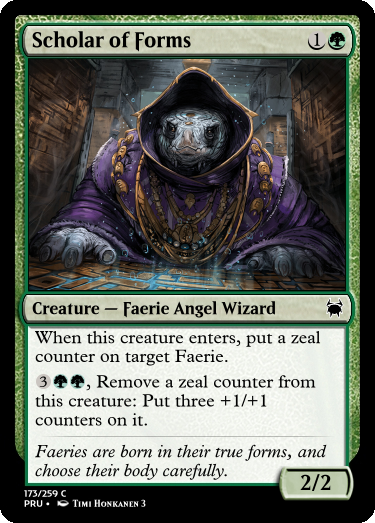 Scholar of Forms 1
Creature — Faerie Angel Wizard
When this creature enters, put a zeal
counter on target Faerie.
3, Remove a zeal counter from
this creature: Put three +1/+1
counters on it.
Faeries are born in their true forms, and
choose their body carefully.
2/2
173/259 C
PRU • Timi Honkanen 3